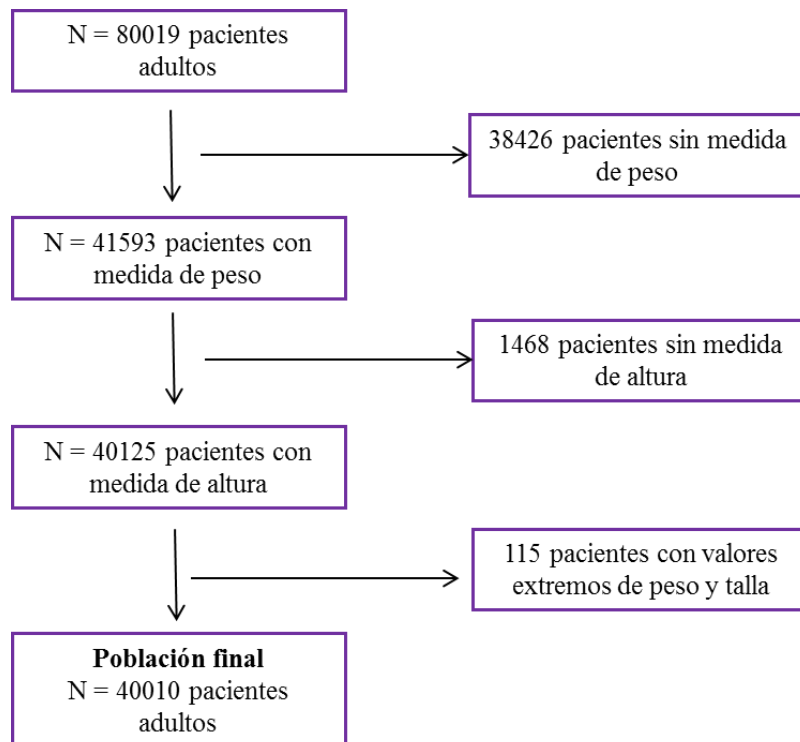 N = 80019 pacientes
adultos
38426 pacientes sin medida
de peso
N = 41593 pacientes con
medida de peso
1468 pacientes sin medida
de altura
N = 40125 pacientes con
medida de altura
115 pacientes con valores
extremos de peso y talla
Población final
N = 40010 pacientes
adultos